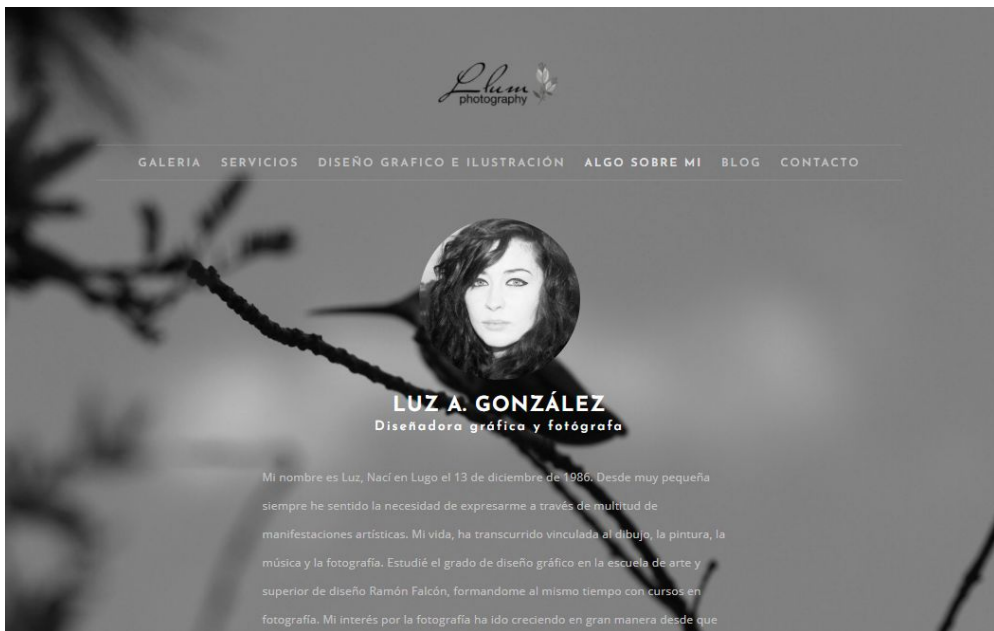 Llum
photography
GALERIA SERVICIOS DISEÑO GRAFICO E ILUSTRACIÓN ALGO SOBRE MI BLOG CONTACTO
LUZ A. GONZÁLEZ
Diseñadora gráfica y fotógrafa
Mi nombre es Luz, Nací en Lugo el 13 de diciembre de 1986. Desde muy pequeña
siempre he sentido la necesidad de expresarme a través de multitud de
manifestaciones artísticas. Mi vida, ha transcurrido vinculada al dibujo, la pintura, la
música y la fotografía. Estudié el grado de diseño gráfico en la escuela de arte y
superior de diseño Ramón Falcón, formandome al mismo tiempo con cursos en
fotografía. Mi interés por la fotografía ha ido creciendo en gran manera desde que